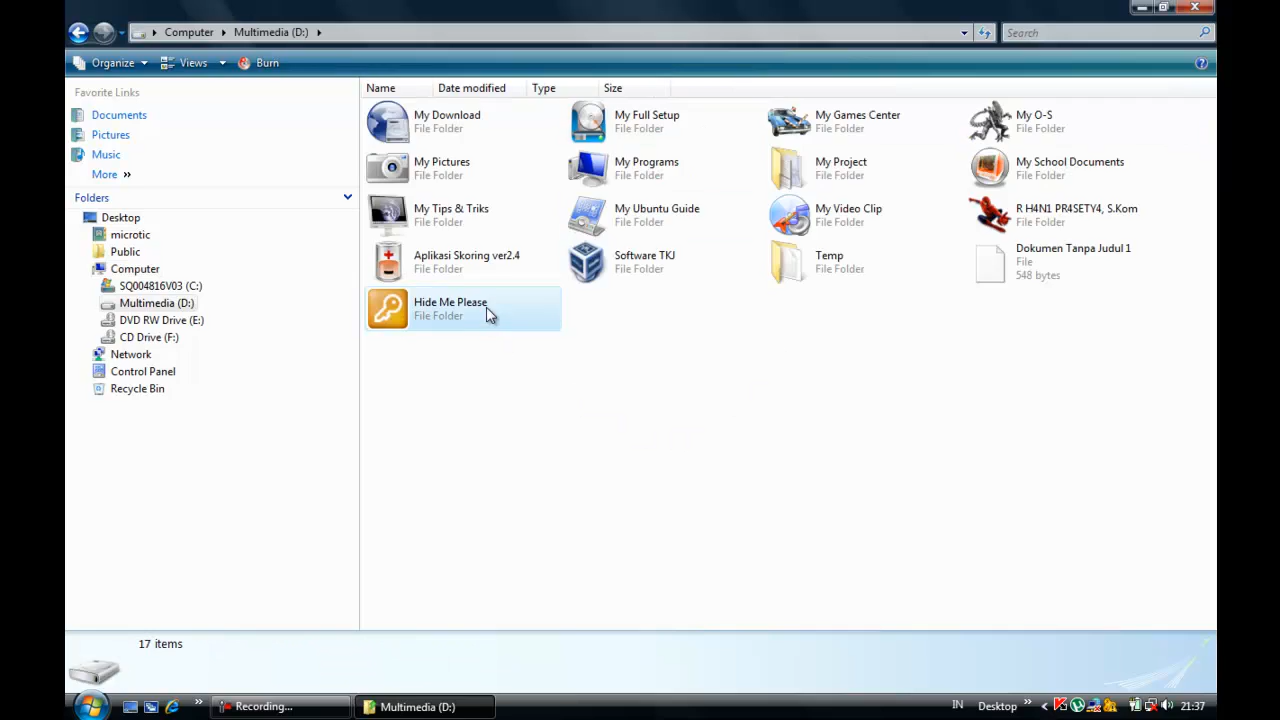 Computer
Multimedia (D:)
Search
Organize
Views
Burn
Favorite Links
Documents
Pictures
Music
More »
Folders
Desktop
microtic
Public
Computer
SQ004816V03 (C:)
Multimedia (D:)
DVD RW Drive (E:)
CD Drive (F:)
Network
Control Panel
Recycle Bin
Name
Date modified
Type
Size
My Download
File Folder
My Full Setup
File Folder
My Games Center
File Folder
My O-S
File Folder
My Pictures
File Folder
My Programs
File Folder
My Project
File Folder
My School Documents
File Folder
My Tips & Triks
File Folder
My Ubuntu Guide
File Folder
My Video Clip
File Folder
R H4N1 PR4SETY4, S.Kom
File Folder
Aplikasi Skoring ver2.4
File Folder
Software TKJ
File Folder
Temp
File Folder
Dokumen Tanpa Judul 1
File
548 bytes
Hide Me Please
File Folder
17 items
Recording...
Multimedia (D:)
IN
Desktop
21:37